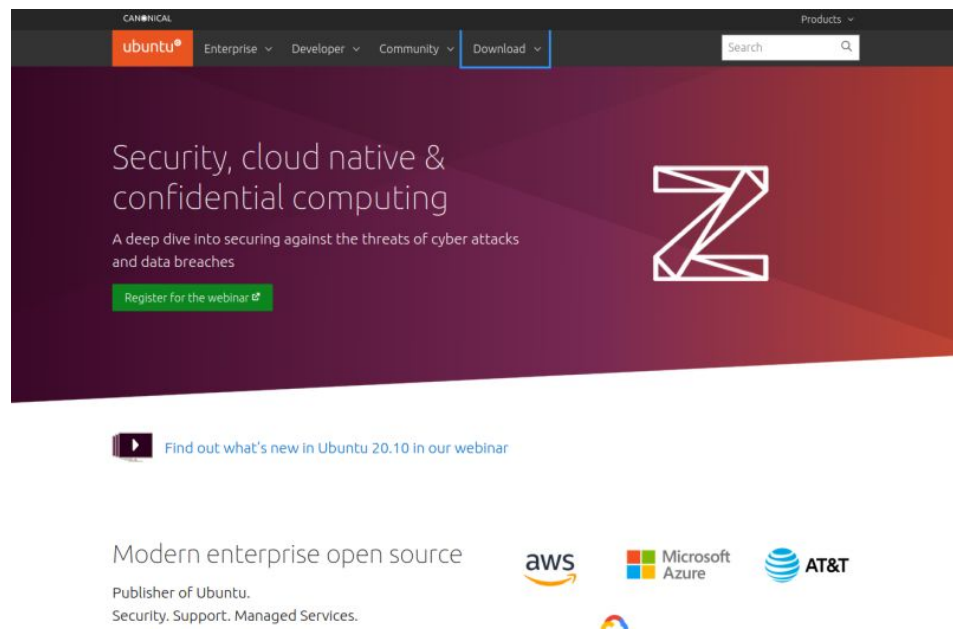 CANONICAL
Products
ubuntu
Enterprise
Developer
Community
Download
Search
Security, cloud native &
confidential computing
A deep dive into securing against the threats of cyber attacks
and data breaches
Register for the webinar
Find out what's new in Ubuntu 20.10 in our webinar
Modern enterprise open source
Publisher of Ubuntu.
Security. Support. Managed Services.
aws
Microsoft
Azure
AT&T